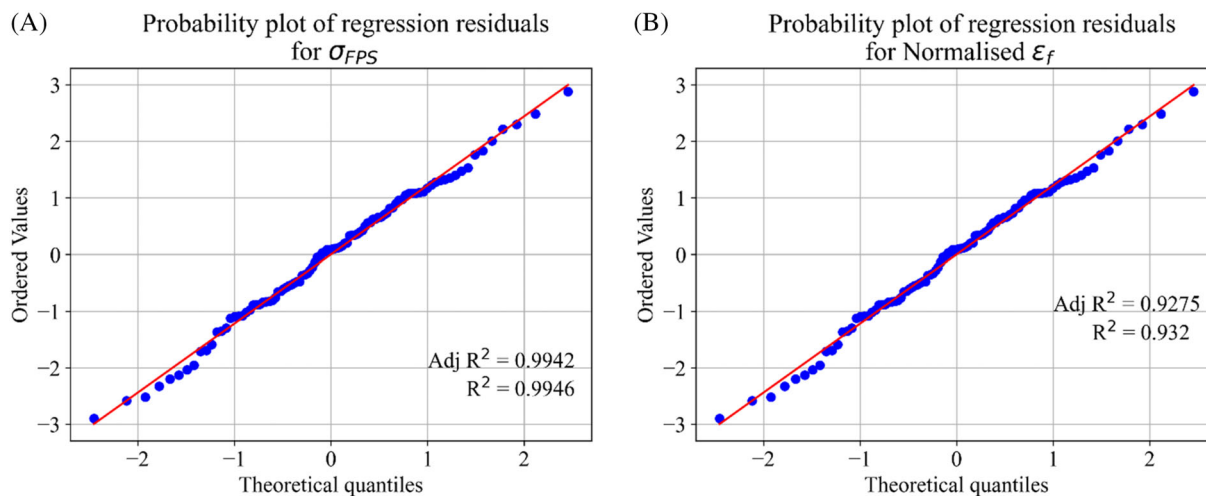 (A)
Probability plot of regression residuals
for σFPS
3
2
1
0
−1
−2
−3
Ordered Values
Adj R² = 0.9942
R² = 0.9946
−2
−1
0
1
2
Theoretical quantiles
(B)
Probability plot of regression residuals
for Normalised εf
3
2
1
0
−1
−2
−3
Ordered Values
Adj R² = 0.9275
R² = 0.932
−2
−1
0
1
2
Theoretical quantiles